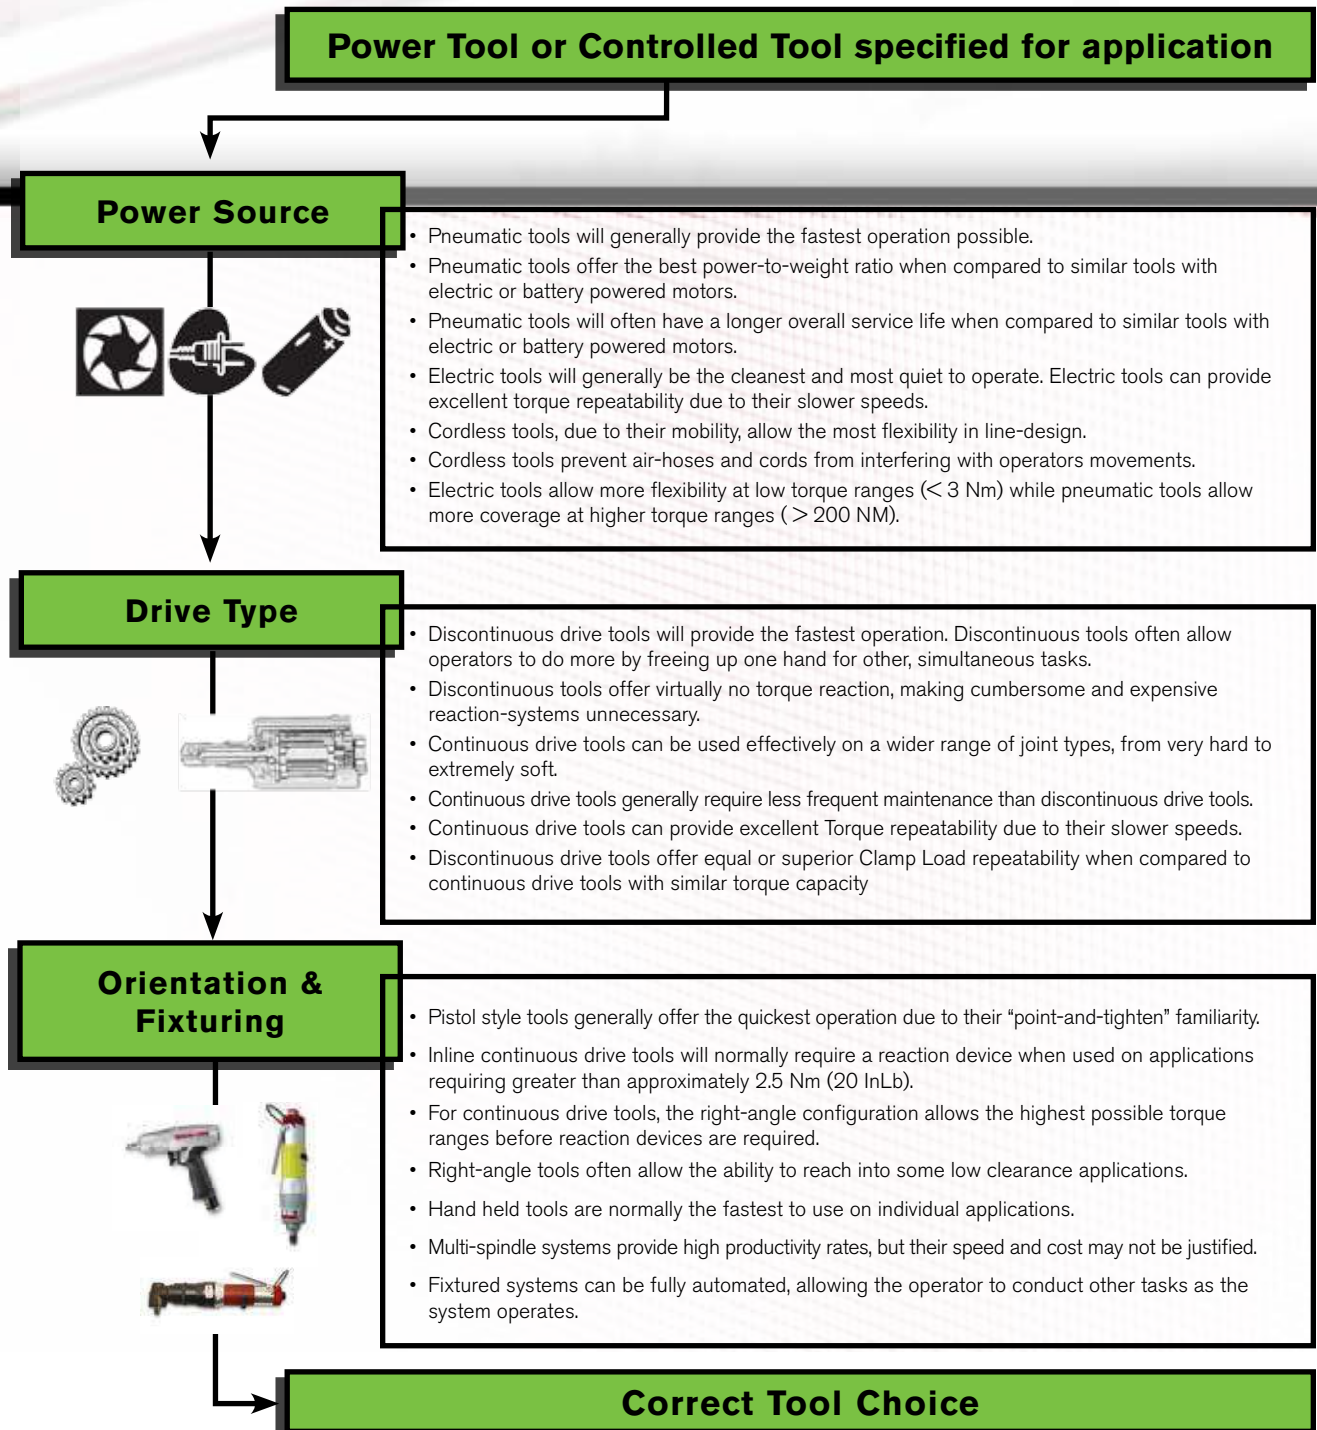 Power Tool or Controlled Tool specified for application
Power Source
• Pneumatic tools will generally provide the fastest operation possible.
• Pneumatic tools offer the best power-to-weight ratio when compared to similar tools with
electric or battery powered motors.
• Pneumatic tools will often have a longer overall service life when compared to similar tools with
electric or battery powered motors.
• Electric tools will generally be the cleanest and most quiet to operate. Electric tools can provide
excellent torque repeatability due to their slower speeds.
• Cordless tools, due to their mobility, allow the most flexibility in line-design.
• Cordless tools prevent air-hoses and cords from interfering with operators movements.
• Electric tools allow more flexibility at low torque ranges (< 3 Nm) while pneumatic tools allow
more coverage at higher torque ranges ( > 200 NM).
Drive Type
• Discontinuous drive tools will provide the fastest operation. Discontinuous tools often allow
operators to do more by freeing up one hand for other, simultaneous tasks.
• Discontinuous tools offer virtually no torque reaction, making cumbersome and expensive
reaction-systems unnecessary.
• Continuous drive tools can be used effectively on a wider range of joint types, from very hard to
extremely soft.
• Continuous drive tools generally require less frequent maintenance than discontinuous drive tools.
• Continuous drive tools can provide excellent Torque repeatability due to their slower speeds.
• Discontinuous drive tools offer equal or superior Clamp Load repeatability when compared to
continuous drive tools with similar torque capacity
Orientation &
Fixturing
• Pistol style tools generally offer the quickest operation due to their “point-and-tighten” familiarity.
• Inline continuous drive tools will normally require a reaction device when used on applications
requiring greater than approximately 2.5 Nm (20 InLb).
• For continuous drive tools, the right-angle configuration allows the highest possible torque
ranges before reaction devices are required.
• Right-angle tools often allow the ability to reach into some low clearance applications.
• Hand held tools are normally the fastest to use on individual applications.
• Multi-spindle systems provide high productivity rates, but their speed and cost may not be justified.
• Fixtured systems can be fully automated, allowing the operator to conduct other tasks as the
system operates.
Correct Tool Choice